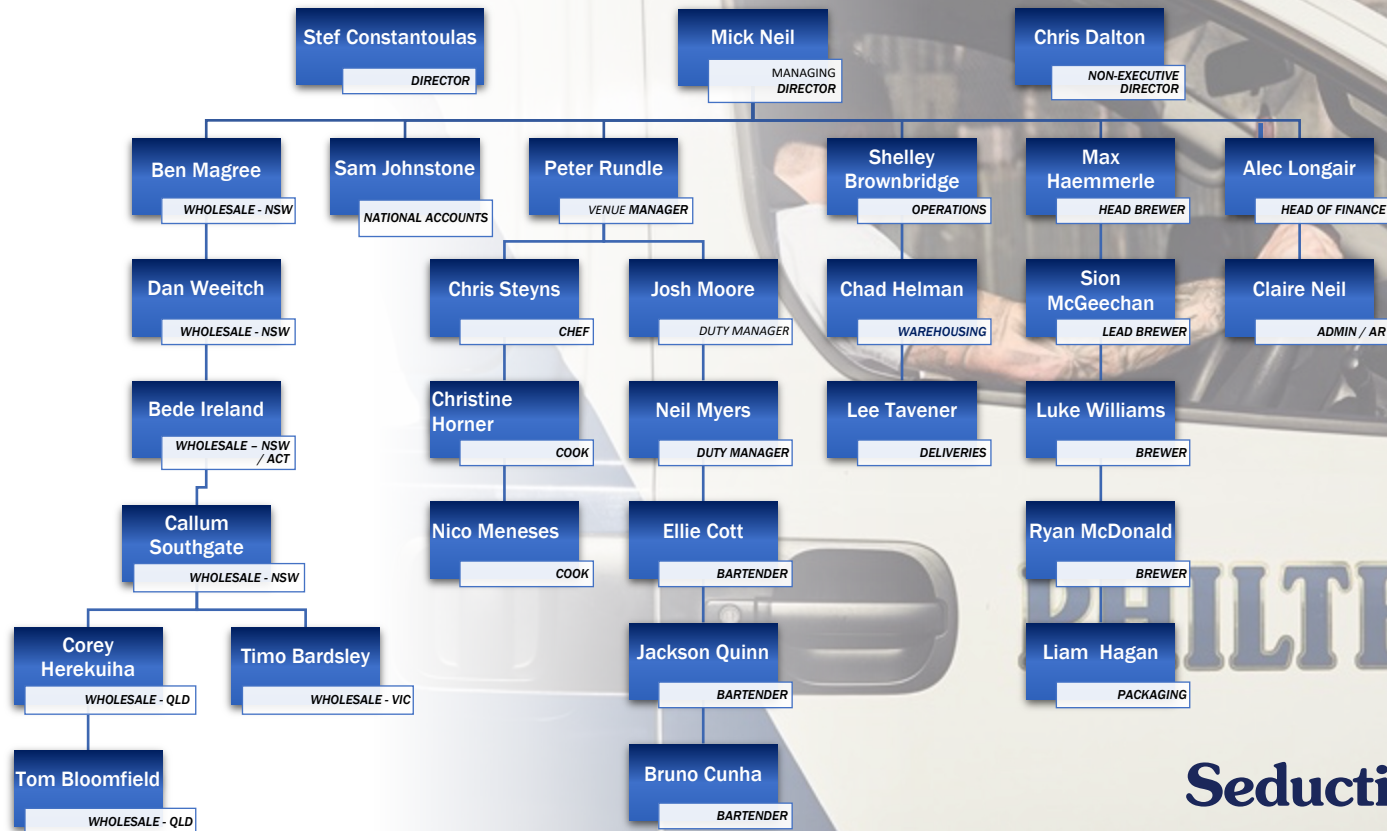 Stef Constantoulas
DIRECTOR
Mick Neil
MANAGING
DIRECTOR
Chris Dalton
NON-EXECUTIVE
DIRECTOR
Ben Magree
WHOLESALE - NSW
Sam Johnstone
NATIONAL ACCOUNTS
Peter Rundle
VENUE MANAGER
Shelley
Brownbridge
OPERATIONS
Max
Haemmerle
HEAD BREWER
Alec Longair
HEAD OF FINANCE
Dan Weeitch
WHOLESALE - NSW
Chris Steyns
CHEF
Josh Moore
DUTY MANAGER
Chad Helman
WAREHOUSING
Sion
McGeechan
LEAD BREWER
Claire Neil
ADMIN / AR
Bede Ireland
WHOLESALE – NSW
/ ACT
Christine
Horner
COOK
Neil Myers
DUTY MANAGER
Lee Tavener
DELIVERIES
Luke Williams
BREWER
Callum
Southgate
WHOLESALE - NSW
Nico Meneses
COOK
Ellie Cott
BARTENDER
Ryan McDonald
BREWER
Corey
Herekuiha
WHOLESALE - QLD
Timo Bardsley
WHOLESALE - VIC
Jackson Quinn
BARTENDER
Liam Hagan
PACKAGING
Tom Bloomfield
WHOLESALE - QLD
Bruno Cunha
BARTENDER